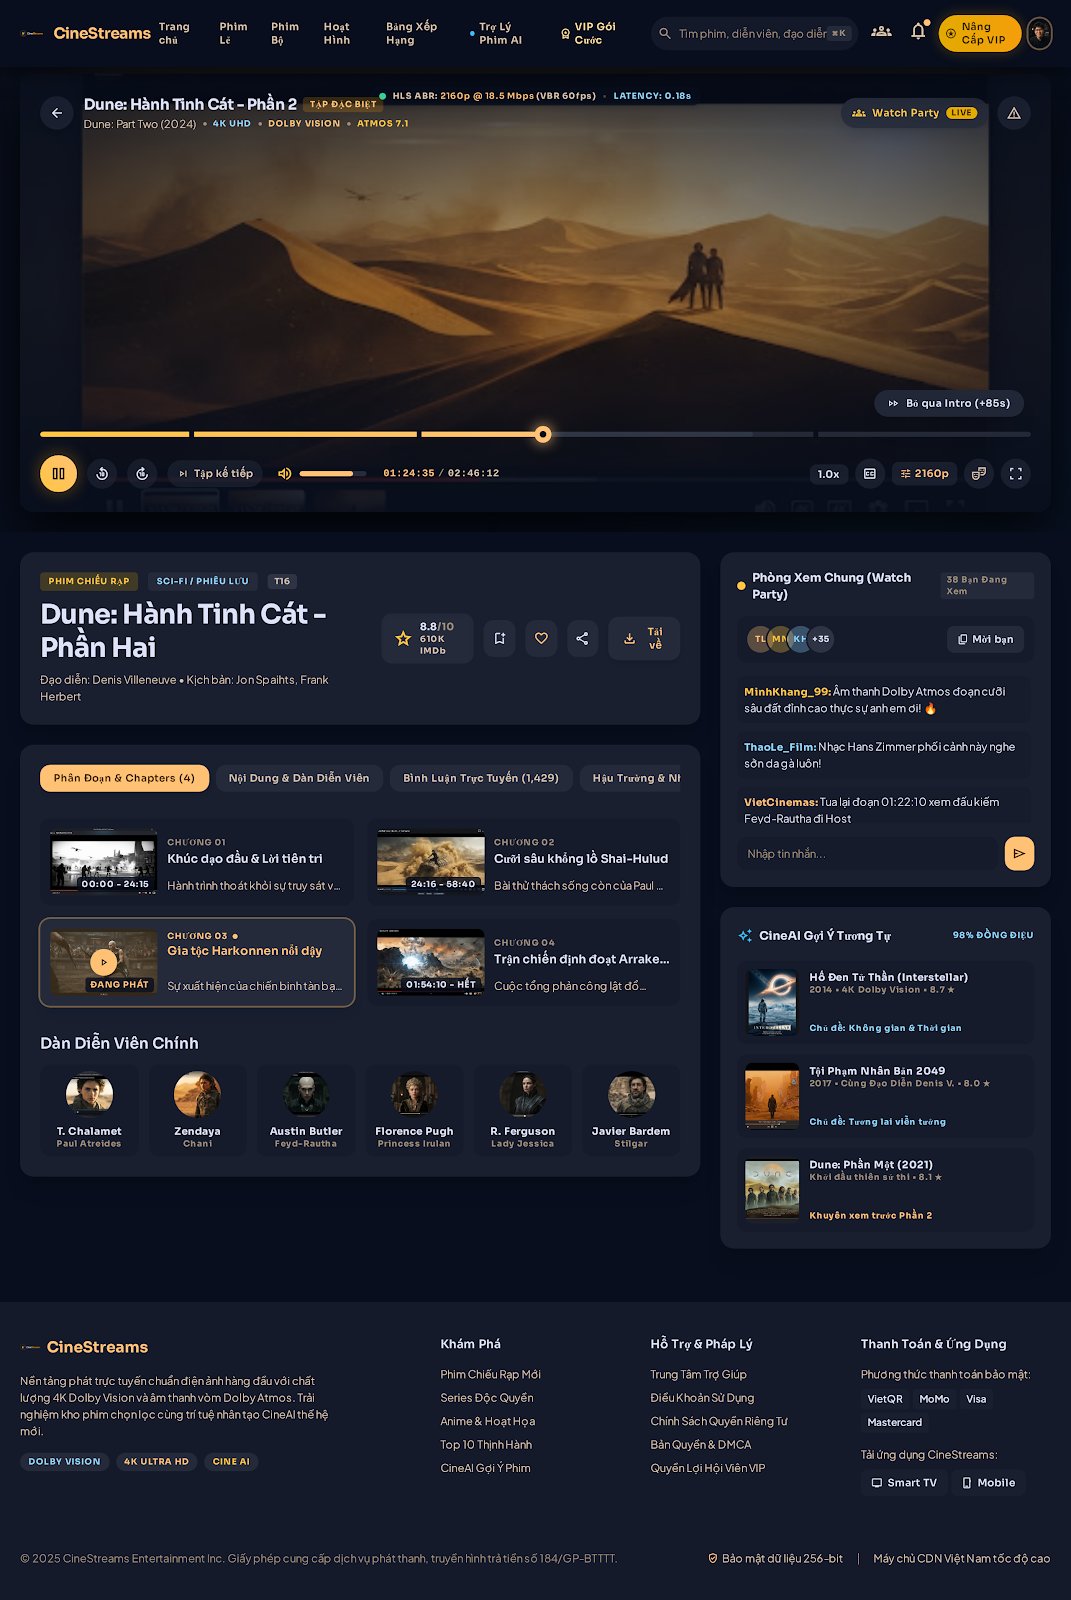 CineStreams
Trang chủ
Phim Lẻ
Phim Bộ
Hoạt Hình
Bảng Xếp Hạng
Trợ Lý Phim AI
VIP Gói Cước
Tìm phim, diễn viên, đạo diễn
⌘K
Nâng Cấp VIP
Dune: Hành Tinh Cát - Phần 2
TẬP ĐẶC BIỆT
HLS ABR: 2160p @ 18.5 Mbps (VBR 60fps) • LATENCY: 0.18s
Dune: Part Two (2024) • 4K UHD • DOLBY VISION • ATMOS 7.1
Watch Party LIVE
Bỏ qua Intro (+85s)
Tập kế tiếp
01:24:35 / 02:46:12
1.0x
2160p
PHIM CHIẾU RẠP
SCI-FI / PHIÊU LƯU
T16
Dune: Hành Tinh Cát -
Phần Hai
Đạo diễn: Denis Villeneuve • Kịch bản: Jon Spaihts, Frank
Herbert
8.8/10
610K
IMDb
Tải
về
Phòng Xem Chung (Watch
Party)
38 Bạn Đang
Xem
TL
MN
KH
+35
Mời bạn
MinhKhang_99: Âm thanh Dolby Atmos đoạn cưỡi
sâu đất đỉnh cao thực sự anh em ơi! 🔥
ThaoLe_Film: Nhạc Hans Zimmer phối cảnh này nghe
sởn da gà luôn!
VietCinemas: Tua lại đoạn 01:22:10 xem đấu kiếm
Feyd-Rautha đi Host
Nhập tin nhắn...
Phân Đoạn & Chapters (4)
Nội Dung & Dàn Diễn Viên
Bình Luận Trực Tuyến (1,429)
Hậu Trường & Nh
CHƯƠNG 01
Khúc dạo đầu & Lời tiên tri
Hành trình thoát khỏi sự truy sát v...
00:00 - 24:15
CHƯƠNG 02
Cưỡi sâu khổng lồ Shai-Hulud
Bài thử thách sống còn của Paul ...
24:16 - 58:40
CHƯƠNG 03
Gia tộc Harkonnen nổi dậy
Sự xuất hiện của chiến binh tàn bạ...
ĐANG PHÁT
CHƯƠNG 04
Trận chiến định đoạt Arrake...
Cuộc tổng phản công lật đổ...
01:54:10 - HẾT
Dàn Diễn Viên Chính
T. Chalamet
Paul Atreides
Zendaya
Chani
Austin Butler
Feyd-Rautha
Florence Pugh
Princess Irulan
R. Ferguson
Lady Jessica
Javier Bardem
Stilgar
CineAI Gợi Ý Tương Tự
98% ĐỒNG ĐIỆU
Hố Đen Tử Thần (Interstellar)
2014 • 4K Dolby Vision • 8.7 ★
Chủ đề: Không gian & Thời gian
Tội Phạm Nhân Bản 2049
2017 • Cùng Đạo Diễn Denis V. • 8.0 ★
Chủ đề: Tương lai viễn tưởng
Dune: Phần Một (2021)
Khởi đầu thiên sử thi • 8.1 ★
Khuyên xem trước Phần 2
CineStreams
Nền tảng phát trực tuyến chuẩn điện ảnh hàng đầu với chất
lượng 4K Dolby Vision và âm thanh vòm Dolby Atmos. Trải
nghiệm kho phim chọn lọc cùng trí tuệ nhân tạo CineAI thế hệ
mới.
DOLBY VISION
4K ULTRA HD
CINE AI
Khám Phá
Phim Chiếu Rạp Mới
Series Độc Quyền
Anime & Hoạt Họa
Top 10 Thịnh Hành
CineAI Gợi Ý Phim
Hỗ Trợ & Pháp Lý
Trung Tâm Trợ Giúp
Điều Khoản Sử Dụng
Chính Sách Quyền Riêng Tư
Bản Quyền & DMCA
Quyền Lợi Hội Viên VIP
Thanh Toán & Ứng Dụng
Phương thức thanh toán bảo mật:
VietQR
MoMo
Visa
Mastercard
Tải ứng dụng CineStreams:
Smart TV
Mobile
© 2025 CineStreams Entertainment Inc. Giấy phép cung cấp dịch vụ phát thanh, truyền hình trả tiền số 184/GP-BTTTT.
Bảo mật dữ liệu 256-bit
Máy chủ CDN Việt Nam tốc độ cao